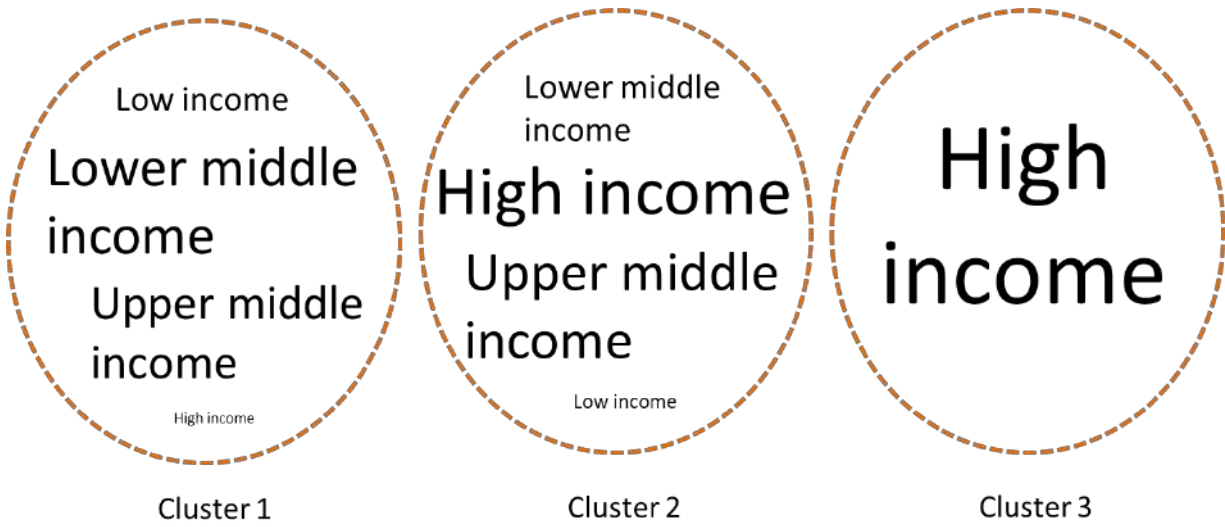 Low income
Lower middle
income
Upper middle
income
High income
Cluster 1
Lower middle
income
High income
Upper middle
income
Low income
Cluster 2
High
income
Cluster 3